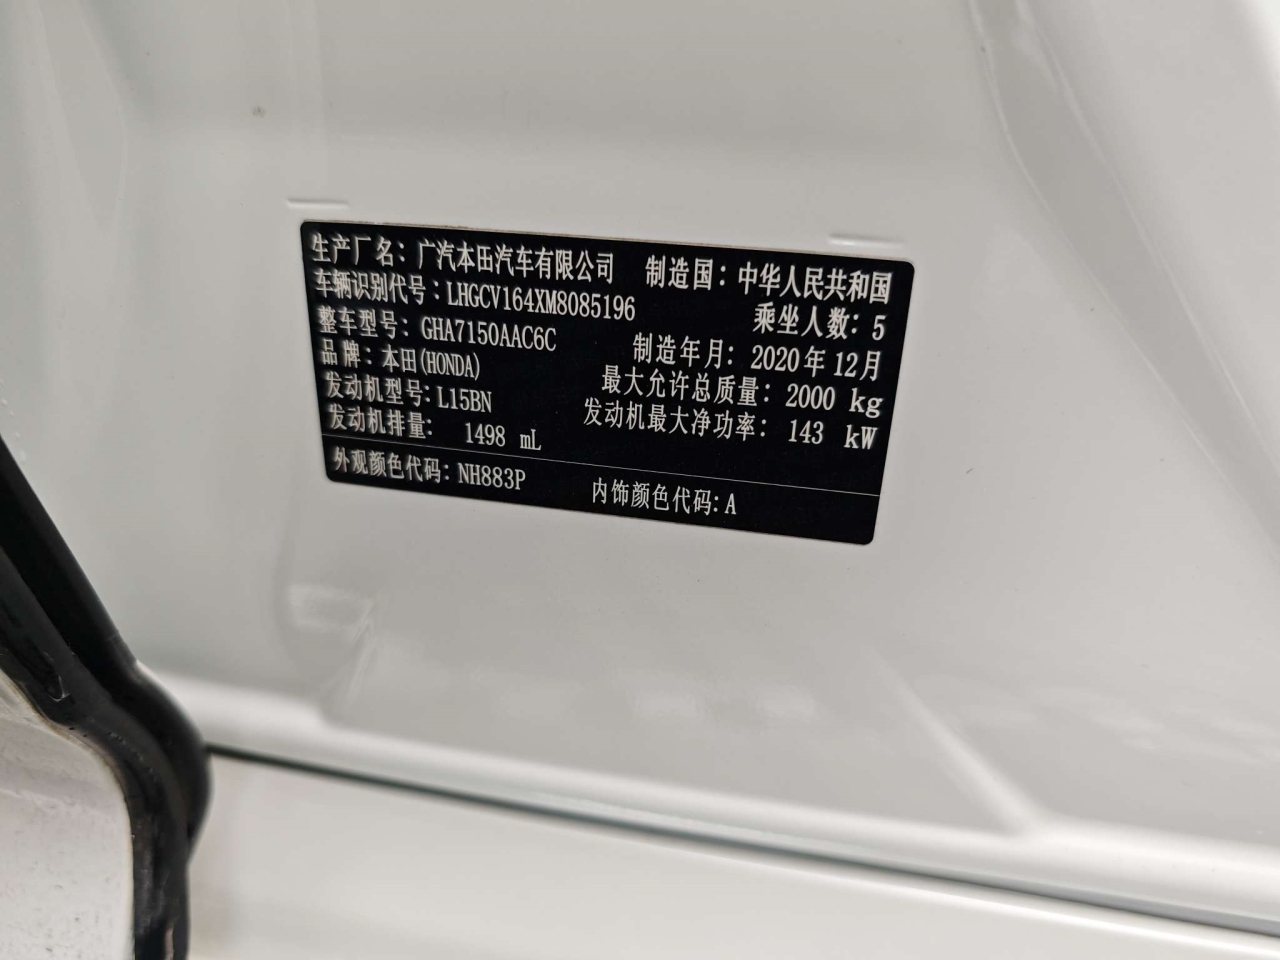 生产厂名：广汽本田汽车有限公司 制造国：中华人民共和国
车辆识别代号：LHGCV164XM8085196 乘坐人数：5
整车型号：GHA7150AAC6C 制造年月：2020年12月
品牌：本田(HONDA) 最大允许总质量：2000 kg
发动机型号：L15BN 发动机最大净功率：143 kW
发动机排量：1498 mL
外观颜色代码：NH883P 内饰颜色代码：A